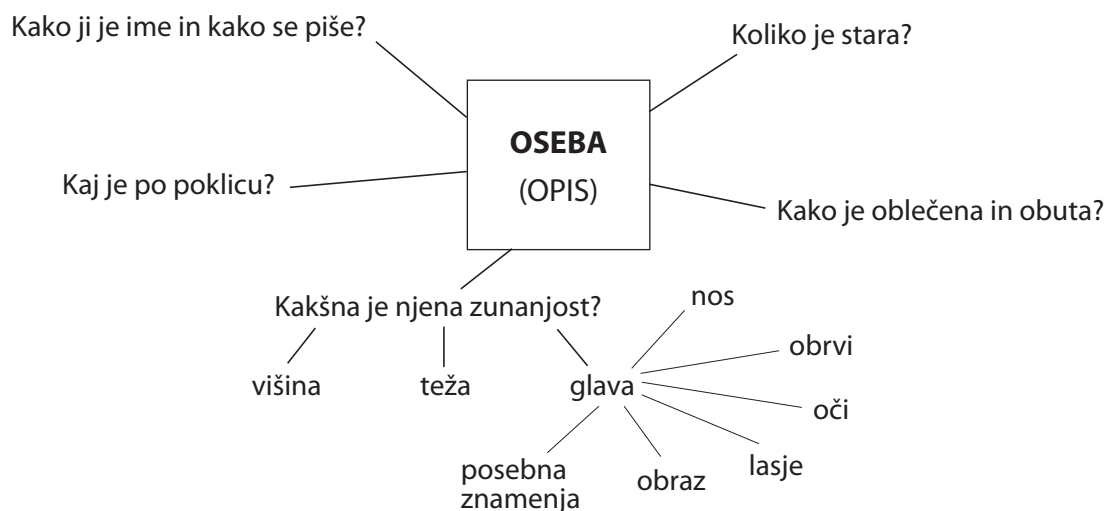 Kako ji je ime in kako se piše?
Koliko je stara?
OSEBA
(OPIS)
Kaj je po poklicu?
Kako je oblečena in obuta?
Kakšna je njena zunanjost?
nos
obrvi
višina
teža
glava
oči
lasje
posebna
znamenja
obraz